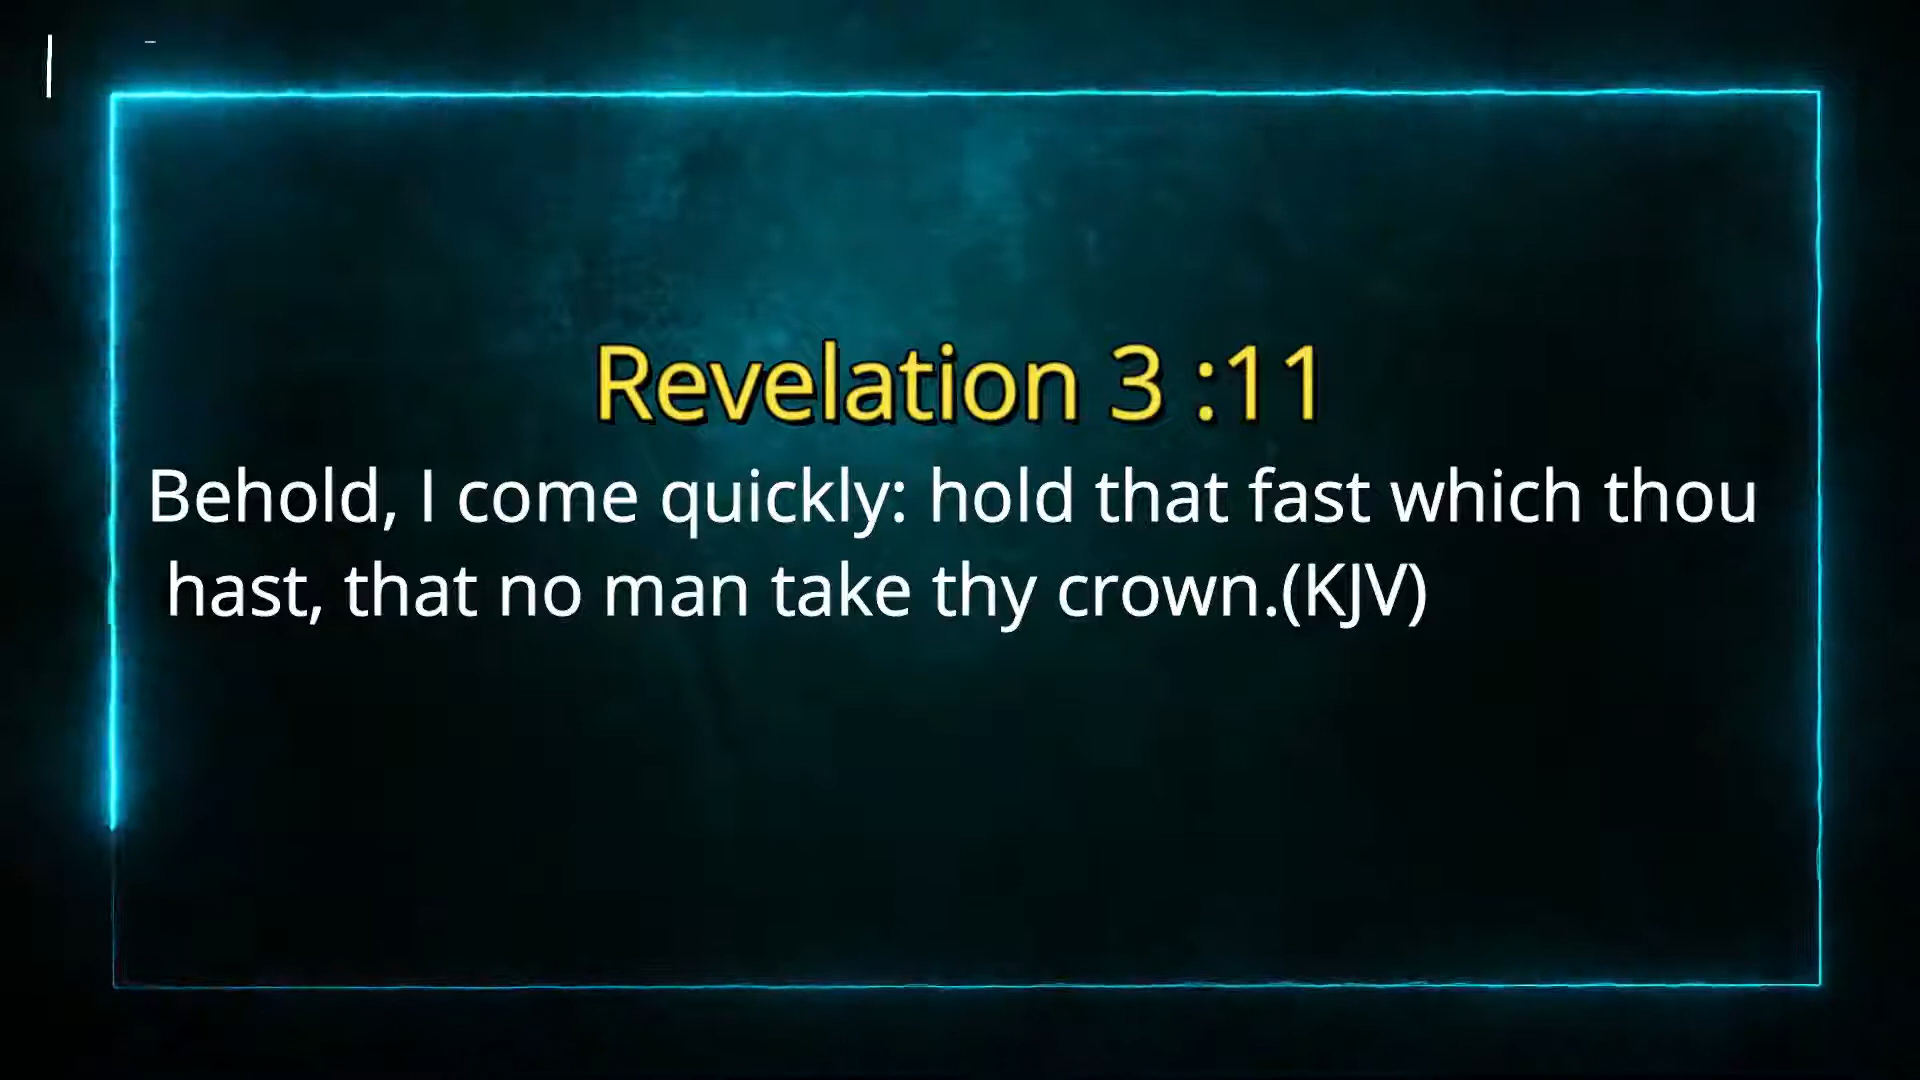 Revelation 3 :11
Behold, I come quickly: hold that fast which thou
hast, that no man take thy crown.(KJV)